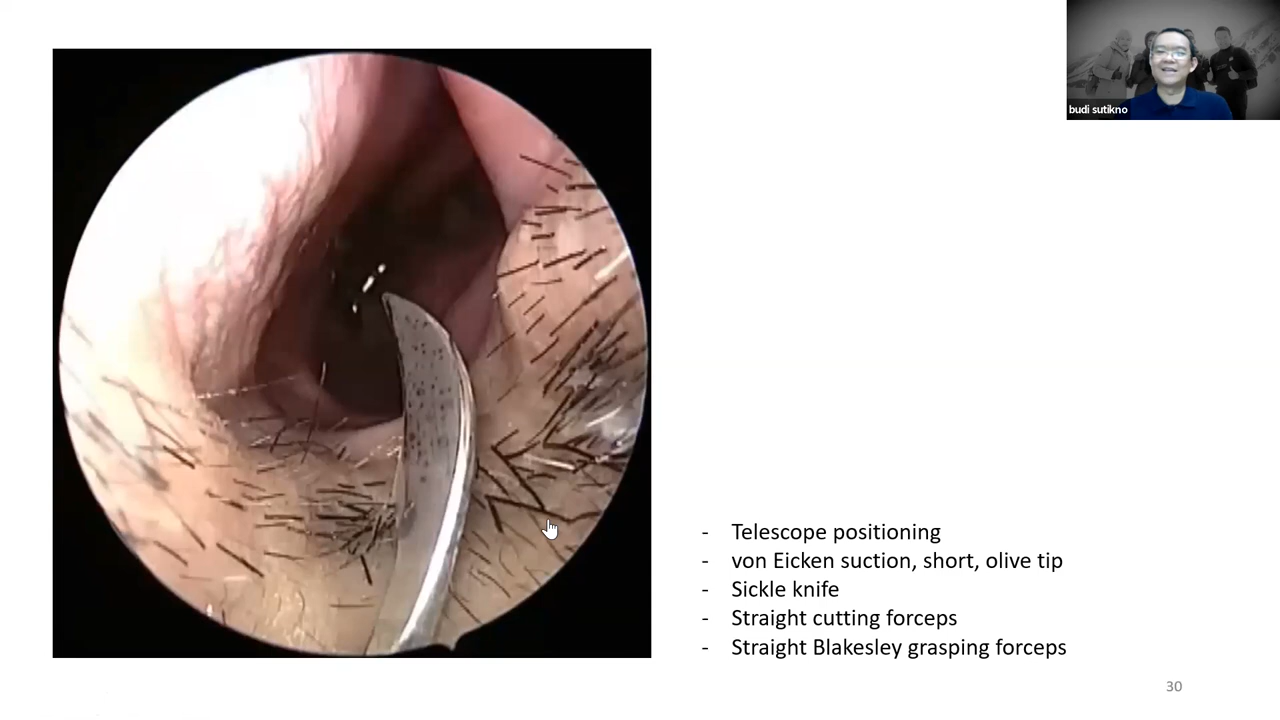 budi sutikno
- Telescope positioning
- von Eicken suction, short, olive tip
- Sickle knife
- Straight cutting forceps
- Straight Blakesley grasping forceps
30